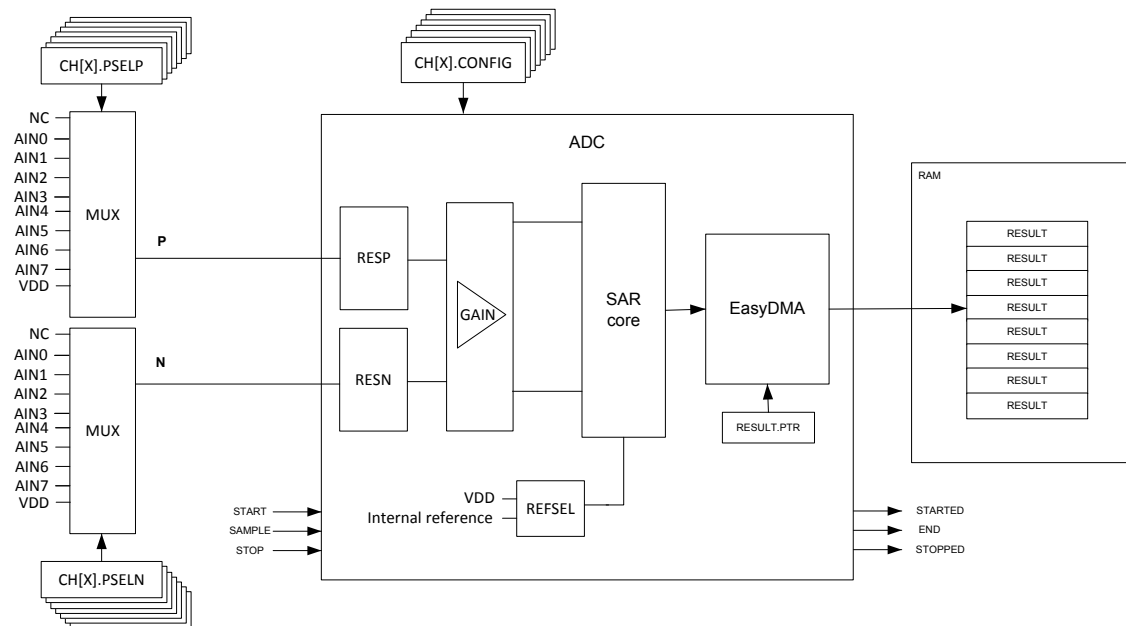 CH[X].PSELP
CH[X].CONFIG
NC
AIN0
AIN1
AIN2
AIN3
AIN4
AIN5
AIN6
AIN7
VDD
MUX
P
NC
AIN0
AIN1
AIN2
AIN3
AIN4
AIN5
AIN6
AIN7
VDD
MUX
N
CH[X].PSELN
ADC
RESP
RESN
GAIN
SAR
core
EasyDMA
RESULT.PTR
VDD
Internal reference
REFSEL
START
SAMPLE
STOP
STARTED
END
STOPPED
RAM
RESULT
RESULT
RESULT
RESULT
RESULT
RESULT
RESULT
RESULT